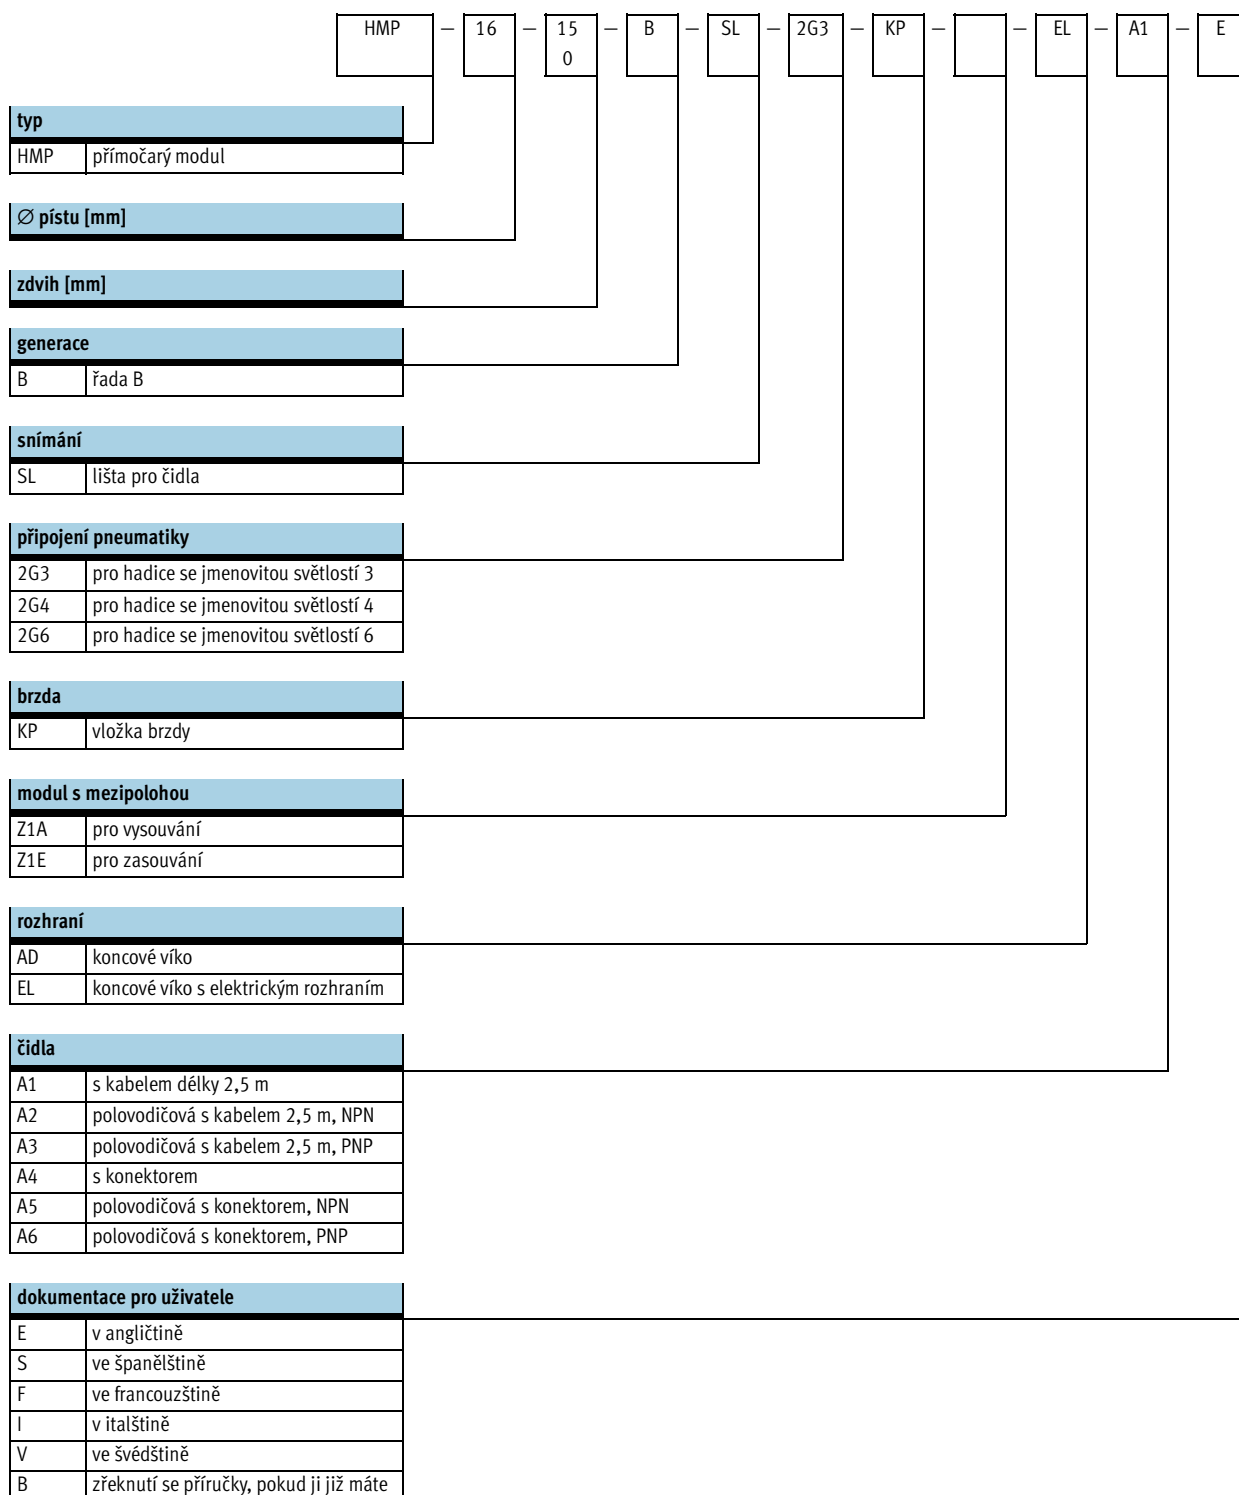 HMP – 16 – 15 – B – SL – 2G3 – KP – – EL – A1 – E
0
typ
HMP přímočarý modul
∅ pístu [mm]
zdvih [mm]
generace
B řada B
snímání
SL lišta pro čidla
připojení pneumatiky
2G3 pro hadice se jmenovitou světlostí 3
2G4 pro hadice se jmenovitou světlostí 4
2G6 pro hadice se jmenovitou světlostí 6
brzda
KP vložka brzdy
modul s mezipolohou
Z1A pro vysouvání
Z1E pro zasouvání
rozhraní
AD koncové víko
EL koncové víko s elektrickým rozhraním
čidla
A1 s kabelem délky 2,5 m
A2 polovodičová s kabelem 2,5 m, NPN
A3 polovodičová s kabelem 2,5 m, PNP
A4 s konektorem
A5 polovodičová s konektorem, NPN
A6 polovodičová s konektorem, PNP
dokumentace pro uživatele
E v angličtině
S ve španělštině
F ve francouzštině
I v italštině
V ve švédštině
B zřeknutí se příručky, pokud ji již máte